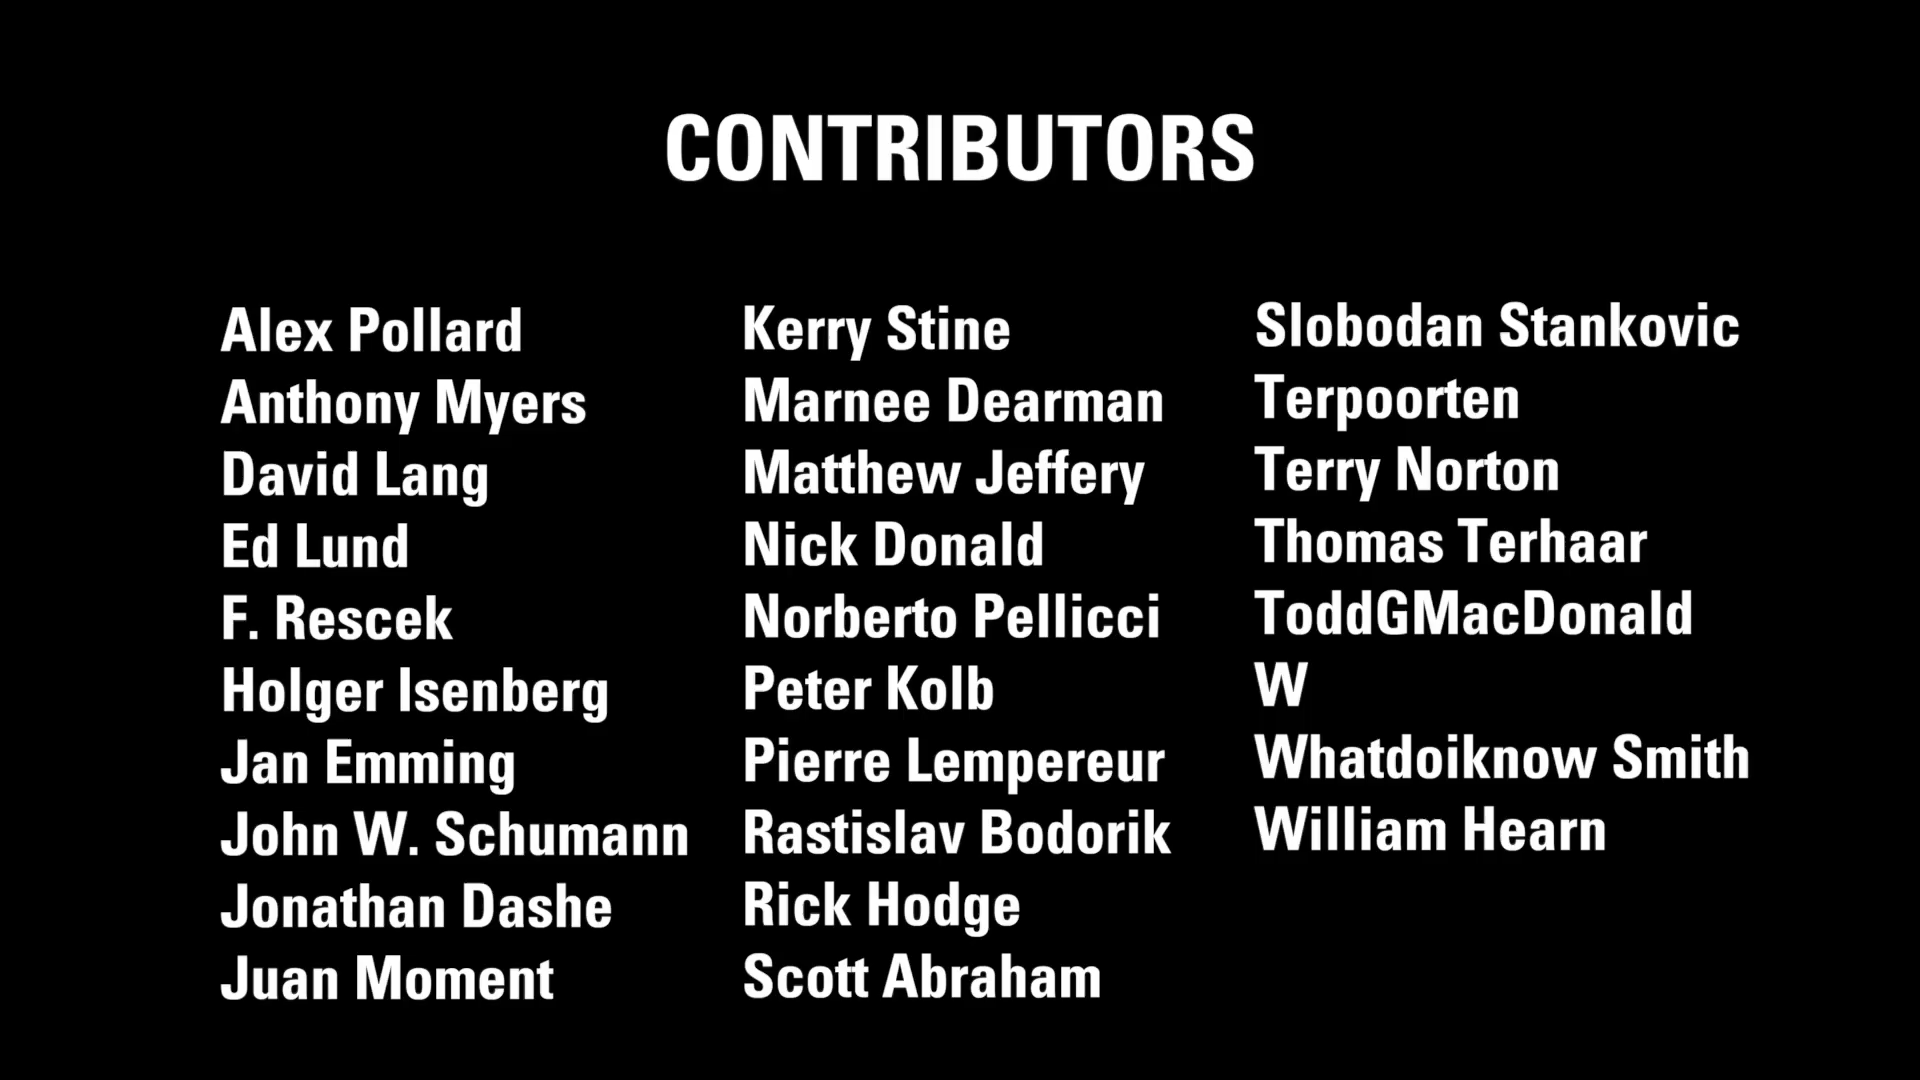 CONTRIBUTORS
Alex Pollard
Anthony Myers
David Lang
Ed Lund
F. Rescek
Holger Isenberg
Jan Emming
John W. Schumann
Jonathan Dashe
Juan Moment
Kerry Stine
Marnee Dearman
Matthew Jeffery
Nick Donald
Norberto Pellicci
Peter Kolb
Pierre Lempereur
Rastislav Bodorik
Rick Hodge
Scott Abraham
Slobodan Stankovic
Terpoorten
Terry Norton
Thomas Terhaar
ToddGMacDonald
W
Whatdoiknow Smith
William Hearn